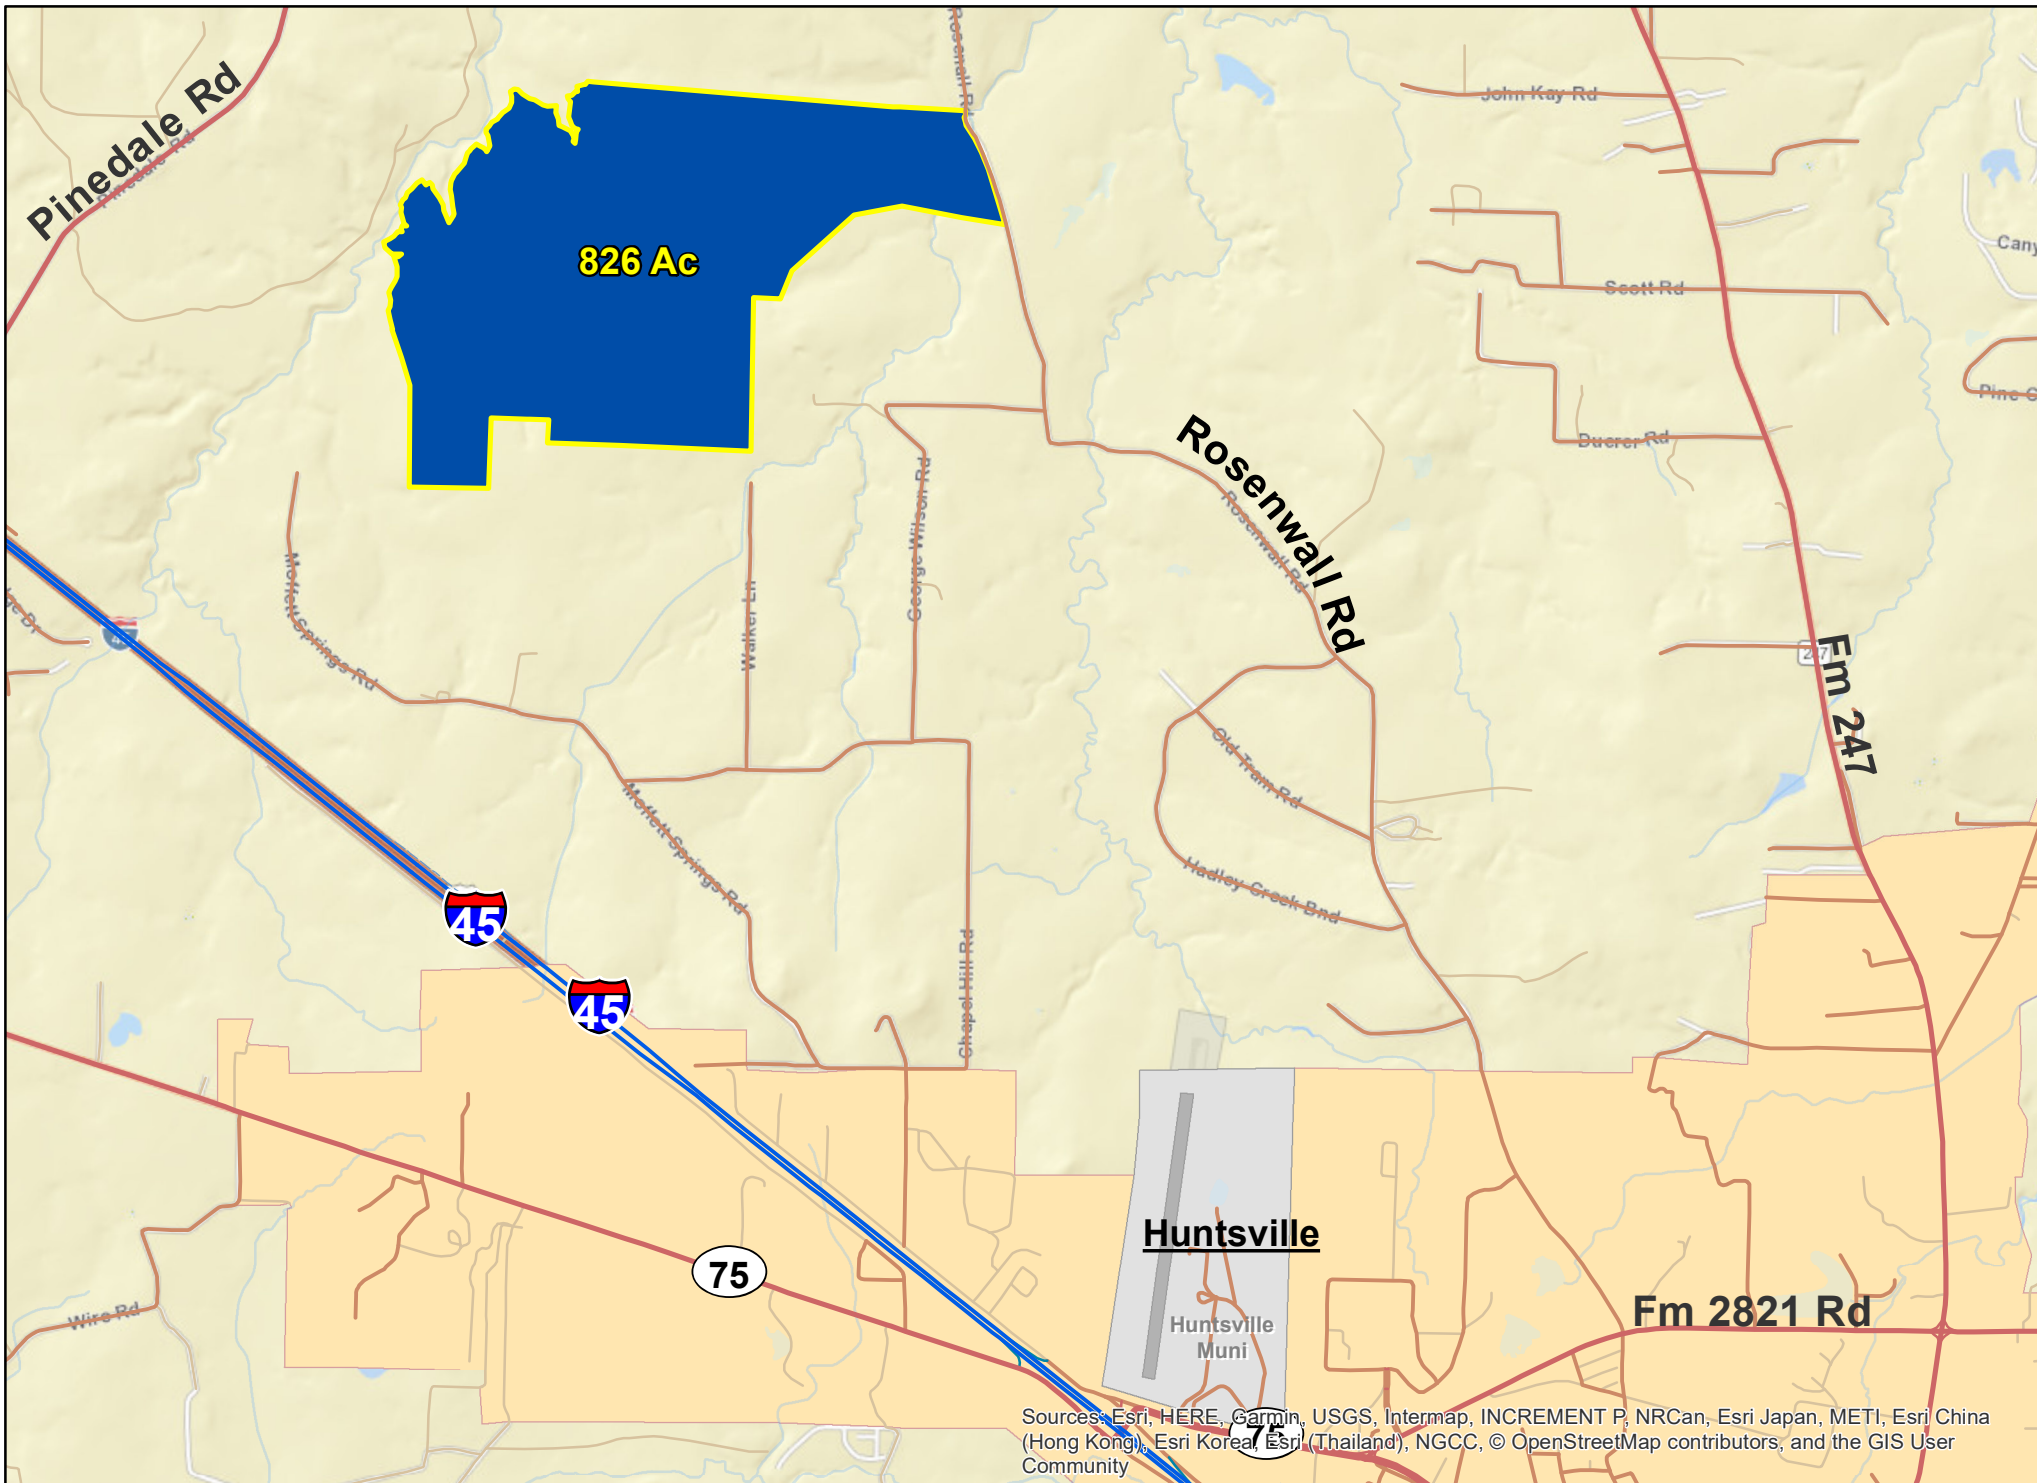 Rosenall Rd
Pinedale Rd
Pinedale Rd
John Kay Rd
826 Ac
Scott Rd
Rosenwall Rd
Rosenwall Rd
Ducrer Rd
George Wilson Rd
Moffett Springs Rd
Walker Ln
247
Fm 247
Old Tram Rd
Moffett Springs Rd
Hadley Creek Bnd
45
45
Chapel Hill Rd
Huntsville
75
Wire Rd
Fm 2821 Rd
Huntsville
Muni
75
Sources: Esri, HERE, Garmin, USGS, Intermap, INCREMENT P, NRCan, Esri Japan, METI, Esri China
(Hong Kong), Esri Korea, Esri (Thailand), NGCC, © OpenStreetMap contributors, and the GIS User
Community